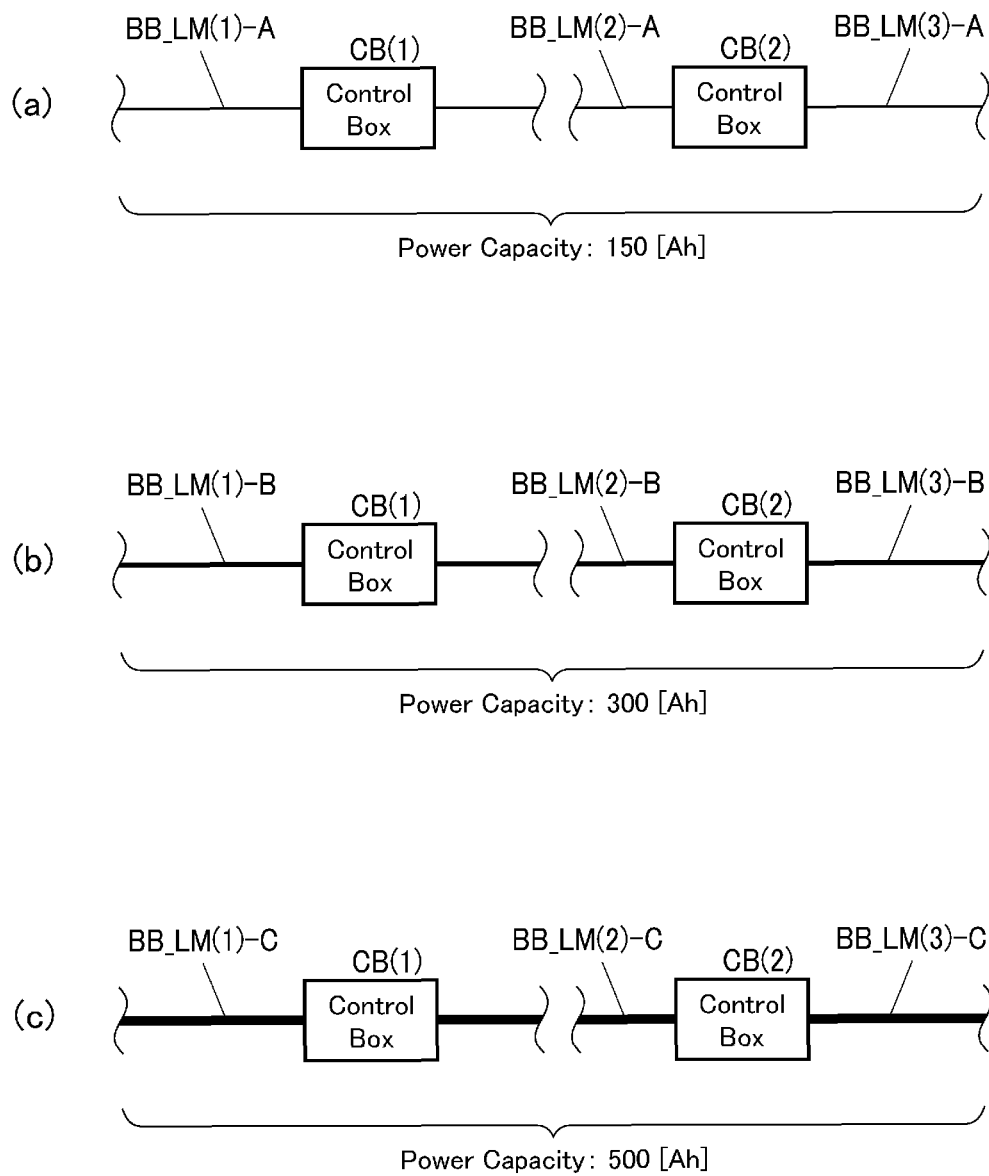 BB_LM(1)-A
CB(1)
BB_LM(2)-A
CB(2)
BB_LM(3)-A
(a)
Control
Box
Control
Box
Power Capacity: 150 [Ah]
BB_LM(1)-B
CB(1)
BB_LM(2)-B
CB(2)
BB_LM(3)-B
(b)
Control
Box
Control
Box
Power Capacity: 300 [Ah]
BB_LM(1)-C
CB(1)
BB_LM(2)-C
CB(2)
BB_LM(3)-C
(c)
Control
Box
Control
Box
Power Capacity: 500 [Ah]